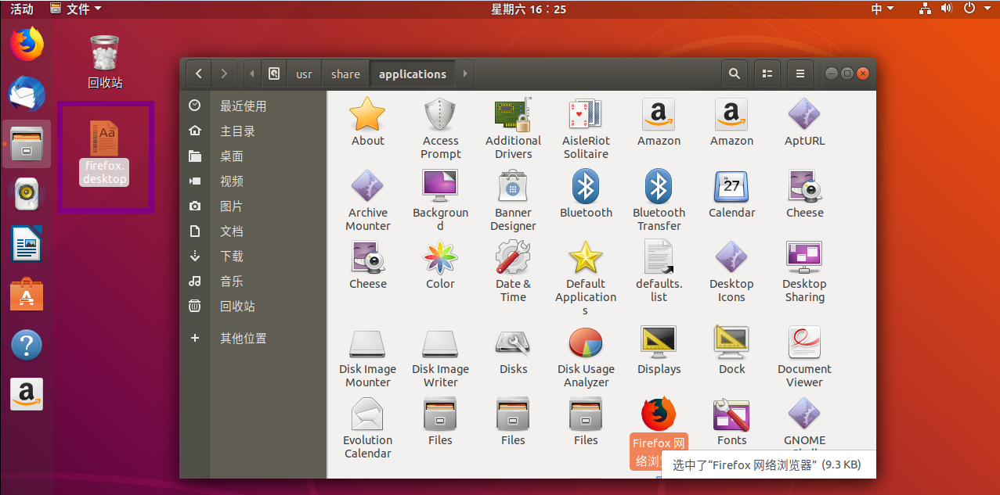 活动
文件
星期六 16：25
中
回收站
Aa
firefox.
desktop
usr
share
applications
最近使用
主目录
桌面
视频
图片
文档
下载
音乐
回收站
其他位置
About
Access
Prompt
Additional
Drivers
AisleRiot
Solitaire
Amazon
Amazon
AptURL
Archive
Mounter
Backgroun
d
Banner
Designer
Bluetooth
Bluetooth
Transfer
27
Calendar
Cheese
Cheese
Color
Date &
Time
Default
Application
s
defaults.
list
Desktop
Icons
Desktop
Sharing
Disk Image
Mounter
Disk Image
Writer
Disks
Disk Usage
Analyzer
Displays
Dock
Document
Viewer
Evolution
Calendar
Files
Files
Files
Firefox 网
络浏
Fonts
GNOME
选中了“Firefox 网络浏览器” (9.3 KB)